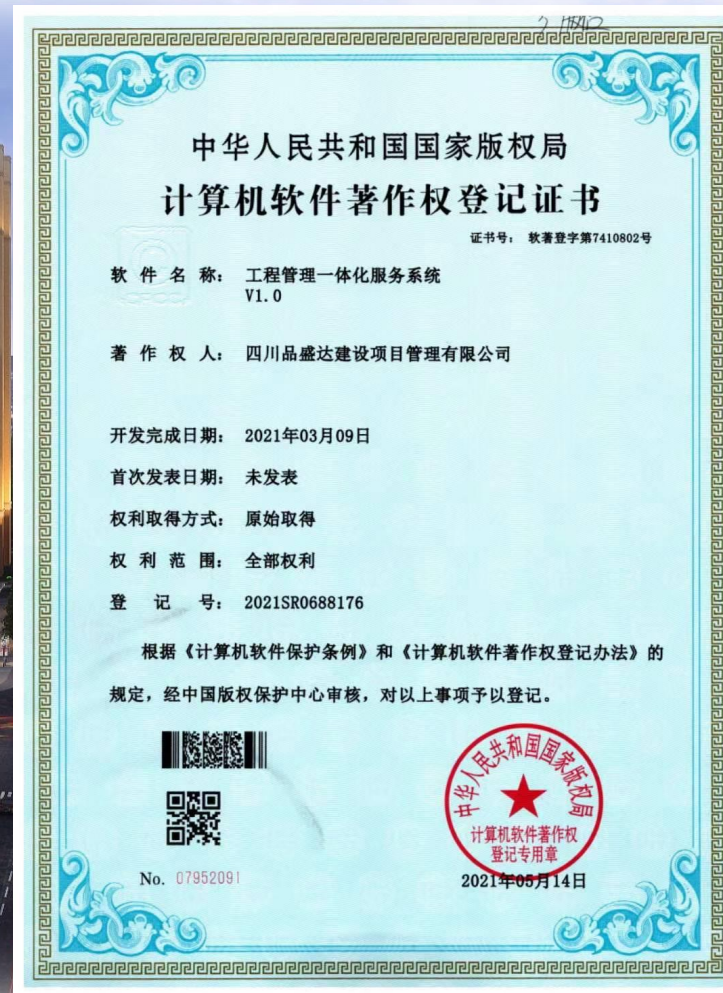 中华人民共和国国家版权局
计算机软件著作权登记证书
证书号： 软著登字第7410802号
软件名称： 工程管理一体化服务系统
V1.0
著作权人： 四川品盛达建设项目管理有限公司
开发完成日期： 2021年03月09日
首次发表日期： 未发表
权利取得方式： 原始取得
权利范围： 全部权利
登记号： 2021SR0688176
根据《计算机软件保护条例》和《计算机软件著作权登记办法》的
规定，经中国版权保护中心审核，对以上事项予以登记。
中华人民共和国国家版权局
计算机软件著作权
登记专用章
No. 07952091
2021年05月14日